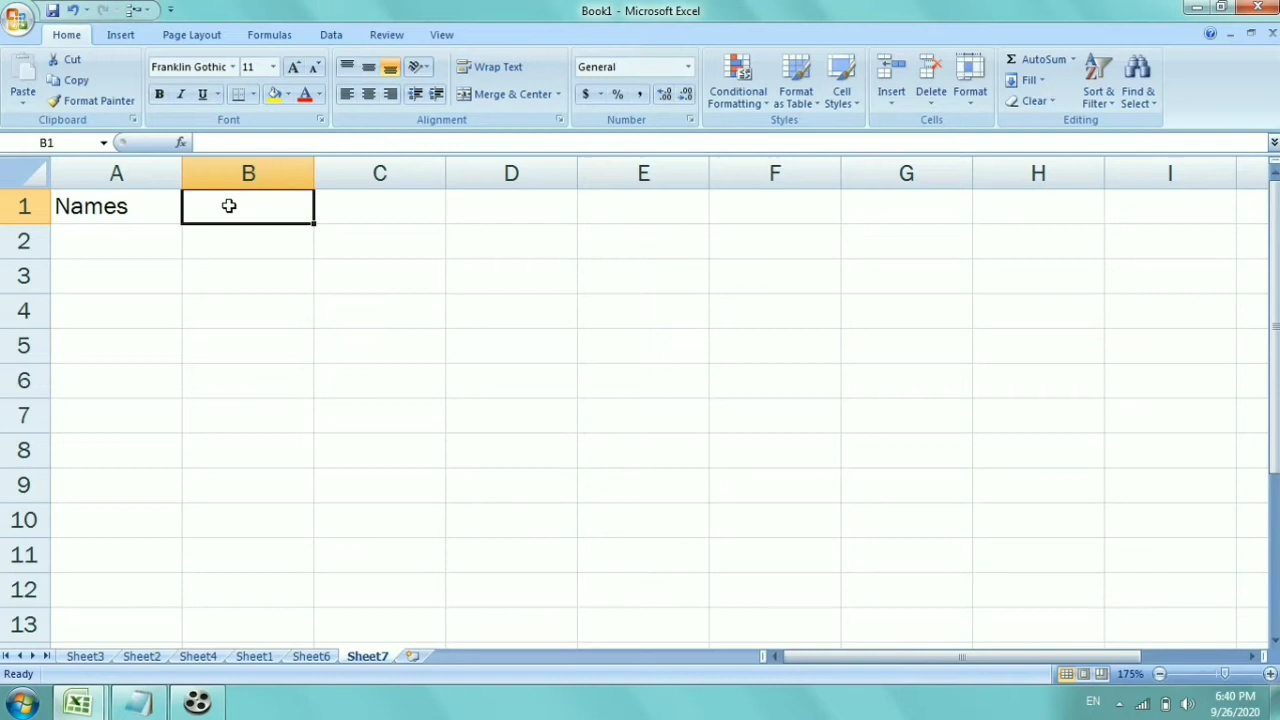 Book1 - Microsoft Excel
Home Insert Page Layout Formulas Data Review View
Paste
Cut
Copy
Format Painter
Clipboard
Franklin Gothic 11
B I U
Font
Wrap Text
Merge & Center
Alignment
General
$ % ,
Number
Conditional Formatting
Format as Table
Cell Styles
Styles
Insert
Delete
Format
Cells
Σ AutoSum
Fill
Clear
Sort & Filter
Find & Select
Editing
B1 fx
A B C D E F G H I
1 Names
2
3
4
5
6
7
8
9
10
11
12
13
Sheet3 Sheet2 Sheet4 Sheet1 Sheet6 Sheet7
Ready 175%
EN 6:40 PM
9/26/2020